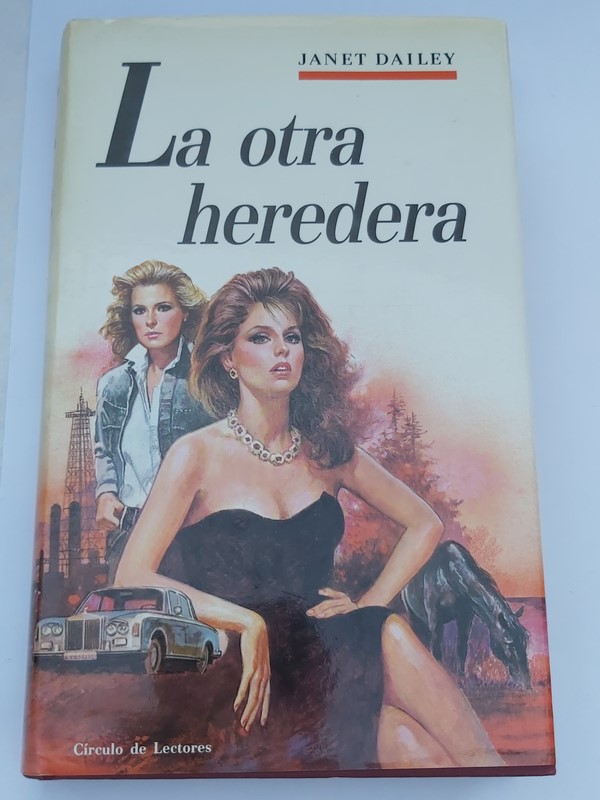 JANET DAILEY
La otra
heredera
Círculo de Lectores